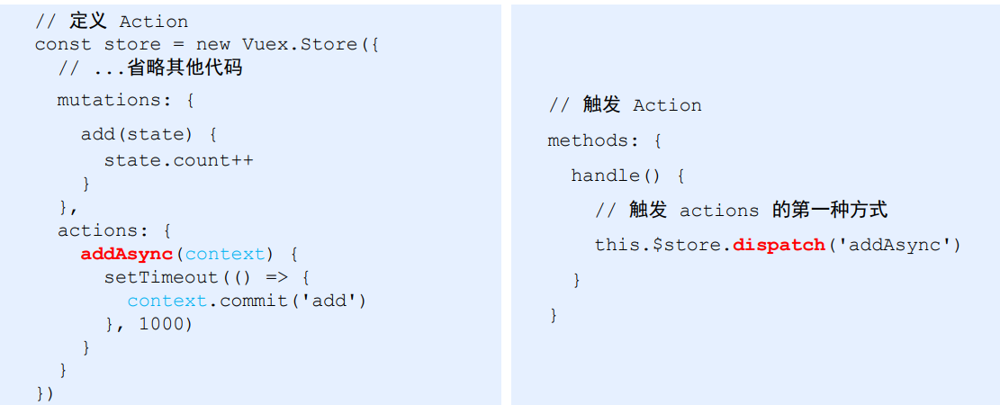 // 定义 Action
const store = new Vuex.Store({
  // ...省略其他代码
  mutations: {
    add(state) {
      state.count++
    }
  },
  actions: {
    addAsync(context) {
      setTimeout(() => {
        context.commit('add')
      }, 1000)
    }
  }
})
// 触发 Action
methods: {
  handle() {
    // 触发 actions 的第一种方式
    this.$store.dispatch('addAsync')
  }
}